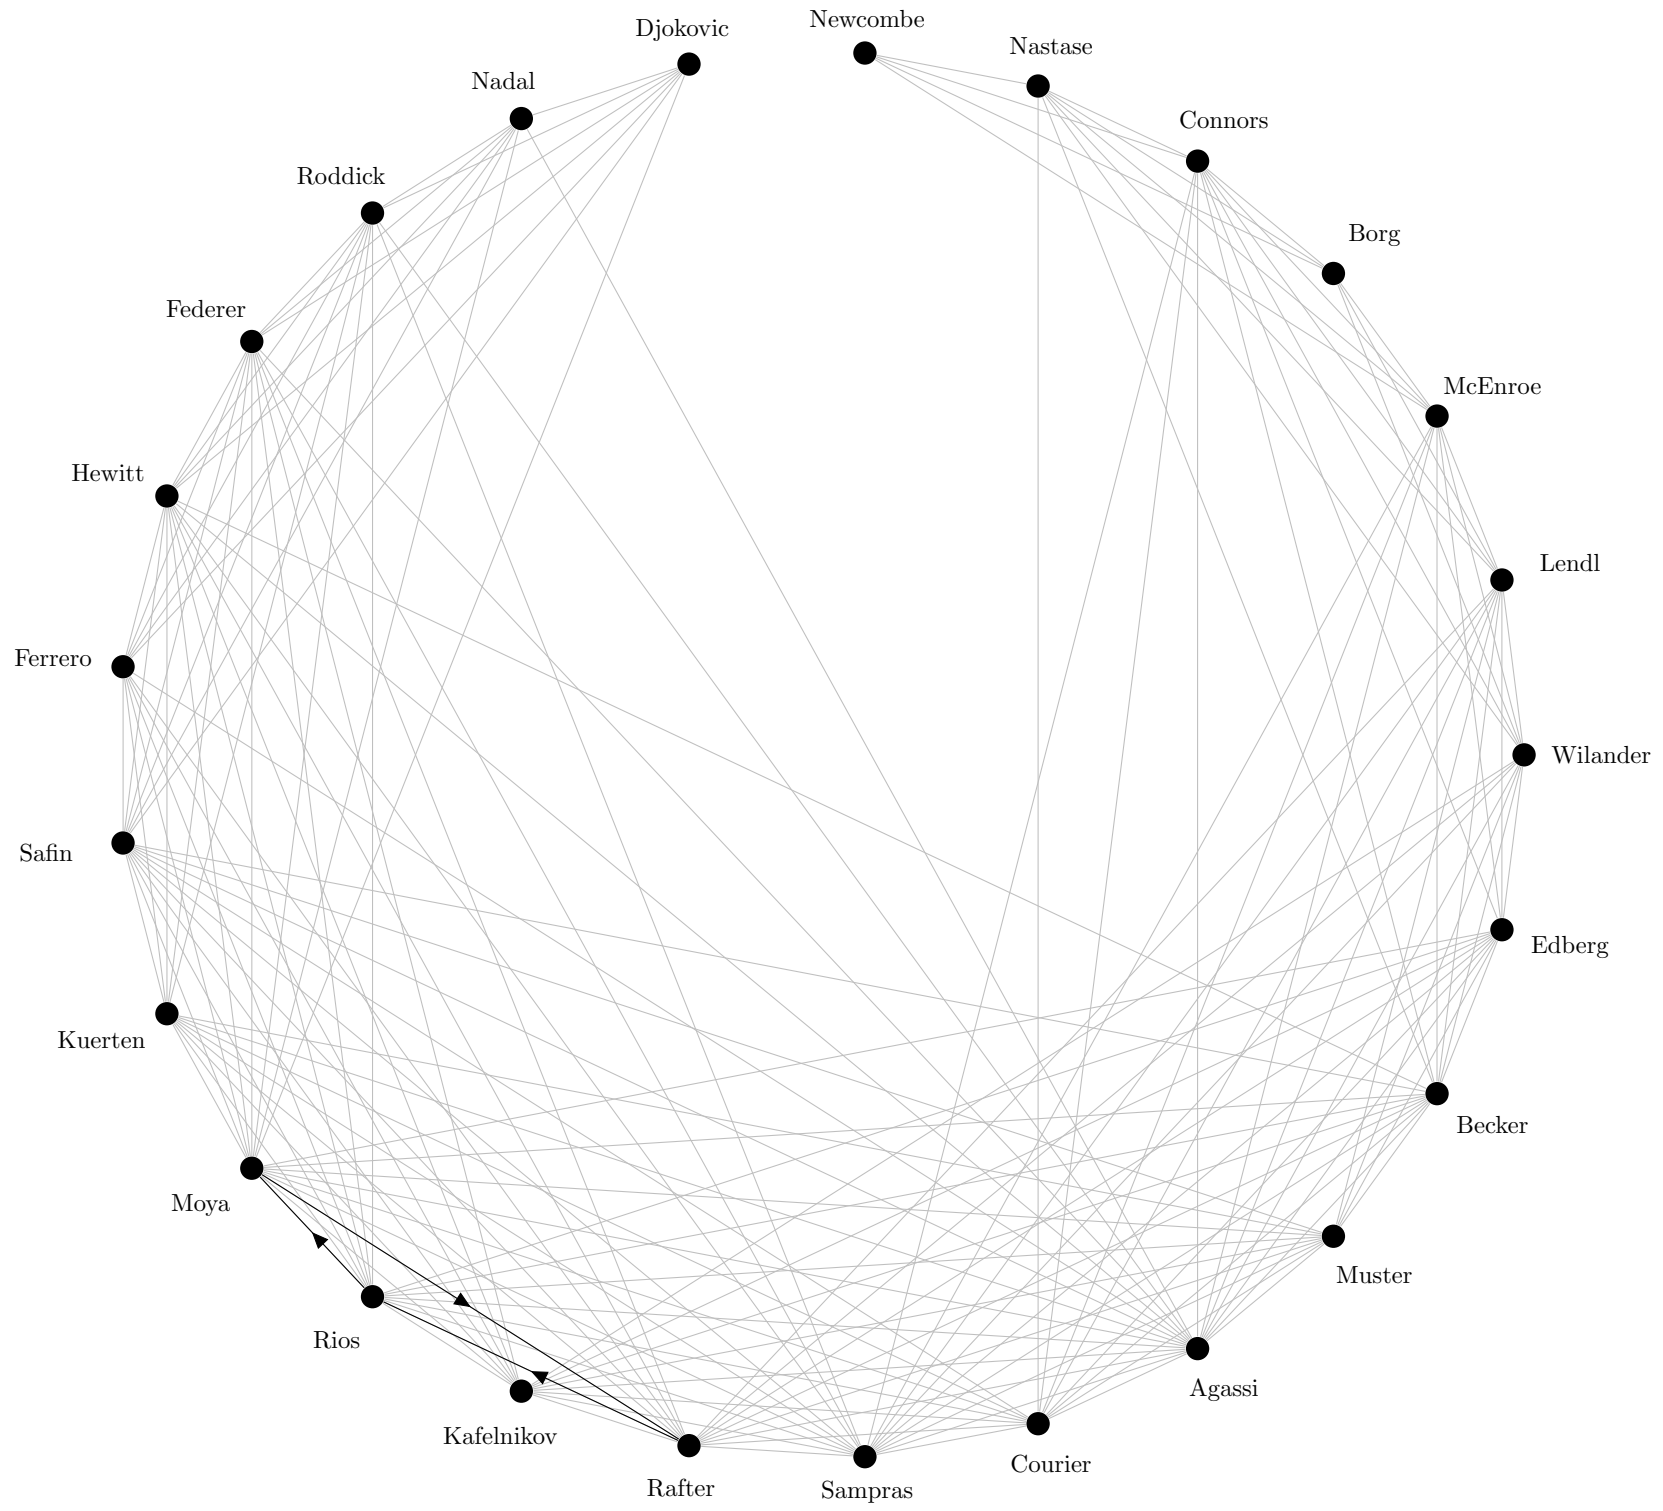 Newcombe
Djokovic
Nastase
Nadal
Connors
Roddick
Borg
Federer
McEnroe
Hewitt
Lendl
Ferrero
Wilander
Safin
Edberg
Kuerten
Becker
Moya
Muster
Rios
Agassi
Kafelnikov
Courier
Rafter
Sampras